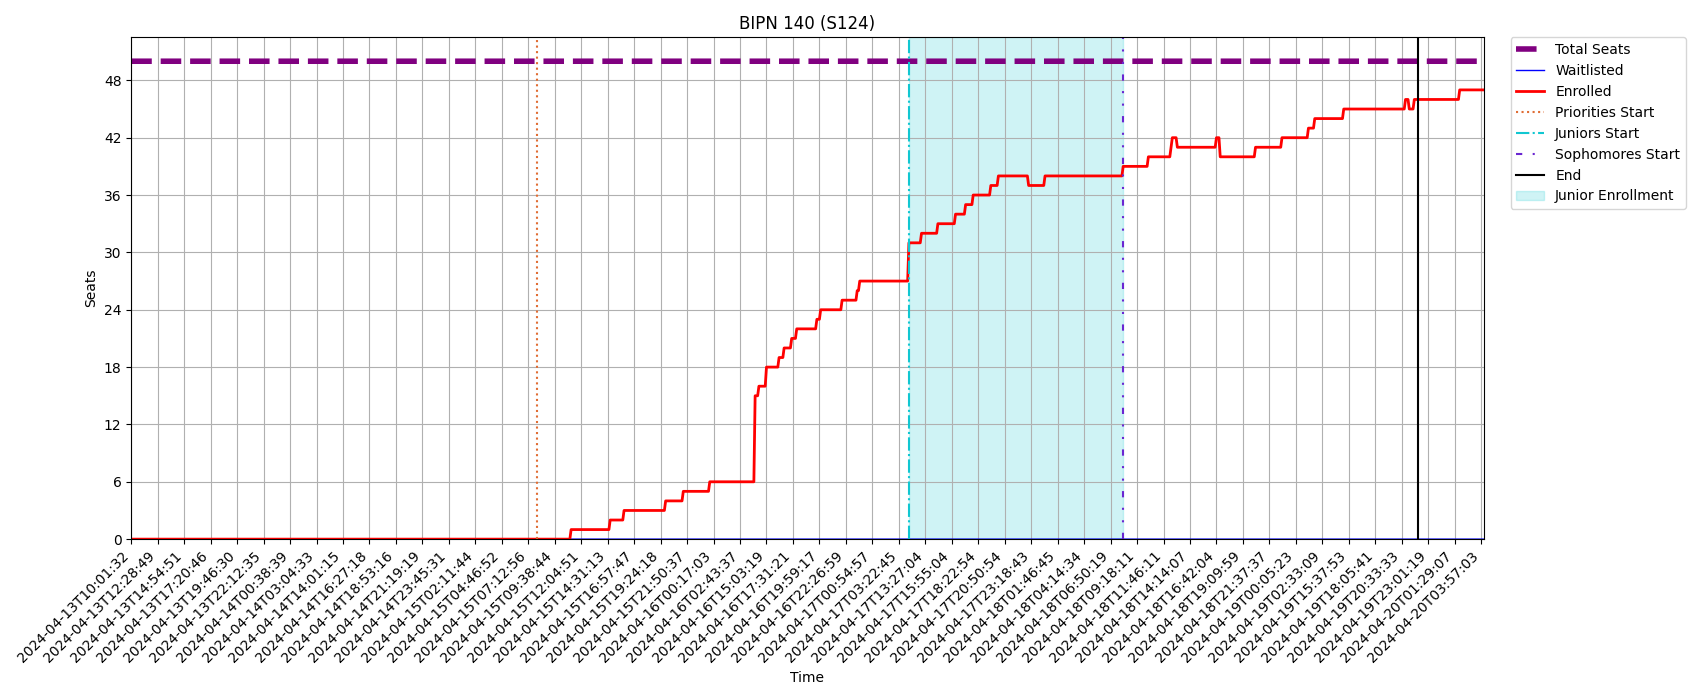 BIPN 140 (S124)
Total Seats
Waitlisted
Enrolled
Priorities Start
Juniors Start
Sophomores Start
End
Junior Enrollment
Seats
48
42
36
30
24
18
12
6
0
2024-04-13T10:01:32
2024-04-13T12:28:49
2024-04-13T14:54:51
2024-04-13T17:20:46
2024-04-13T19:46:30
2024-04-13T22:12:35
2024-04-14T00:38:39
2024-04-14T03:04:33
2024-04-14T14:01:15
2024-04-14T16:27:18
2024-04-14T18:53:16
2024-04-14T21:19:19
2024-04-14T23:45:31
2024-04-15T02:11:44
2024-04-15T04:46:52
2024-04-15T07:12:56
2024-04-15T09:38:44
2024-04-15T12:04:51
2024-04-15T14:31:13
2024-04-15T16:57:47
2024-04-15T19:24:18
2024-04-15T21:50:37
2024-04-16T00:17:03
2024-04-16T02:43:37
2024-04-16T15:03:19
2024-04-16T17:31:21
2024-04-16T19:59:17
2024-04-16T22:26:59
2024-04-17T00:54:57
2024-04-17T03:22:45
2024-04-17T13:27:04
2024-04-17T15:55:04
2024-04-17T18:22:54
2024-04-17T20:50:54
2024-04-17T23:18:43
2024-04-18T01:46:45
2024-04-18T04:14:34
2024-04-18T06:50:19
2024-04-18T09:18:11
2024-04-18T11:46:11
2024-04-18T14:14:07
2024-04-18T16:42:04
2024-04-18T19:09:59
2024-04-18T21:37:37
2024-04-19T00:05:23
2024-04-19T02:33:09
2024-04-19T15:37:53
2024-04-19T18:05:41
2024-04-19T20:33:33
2024-04-19T23:01:19
2024-04-20T01:29:07
2024-04-20T03:57:03
Time